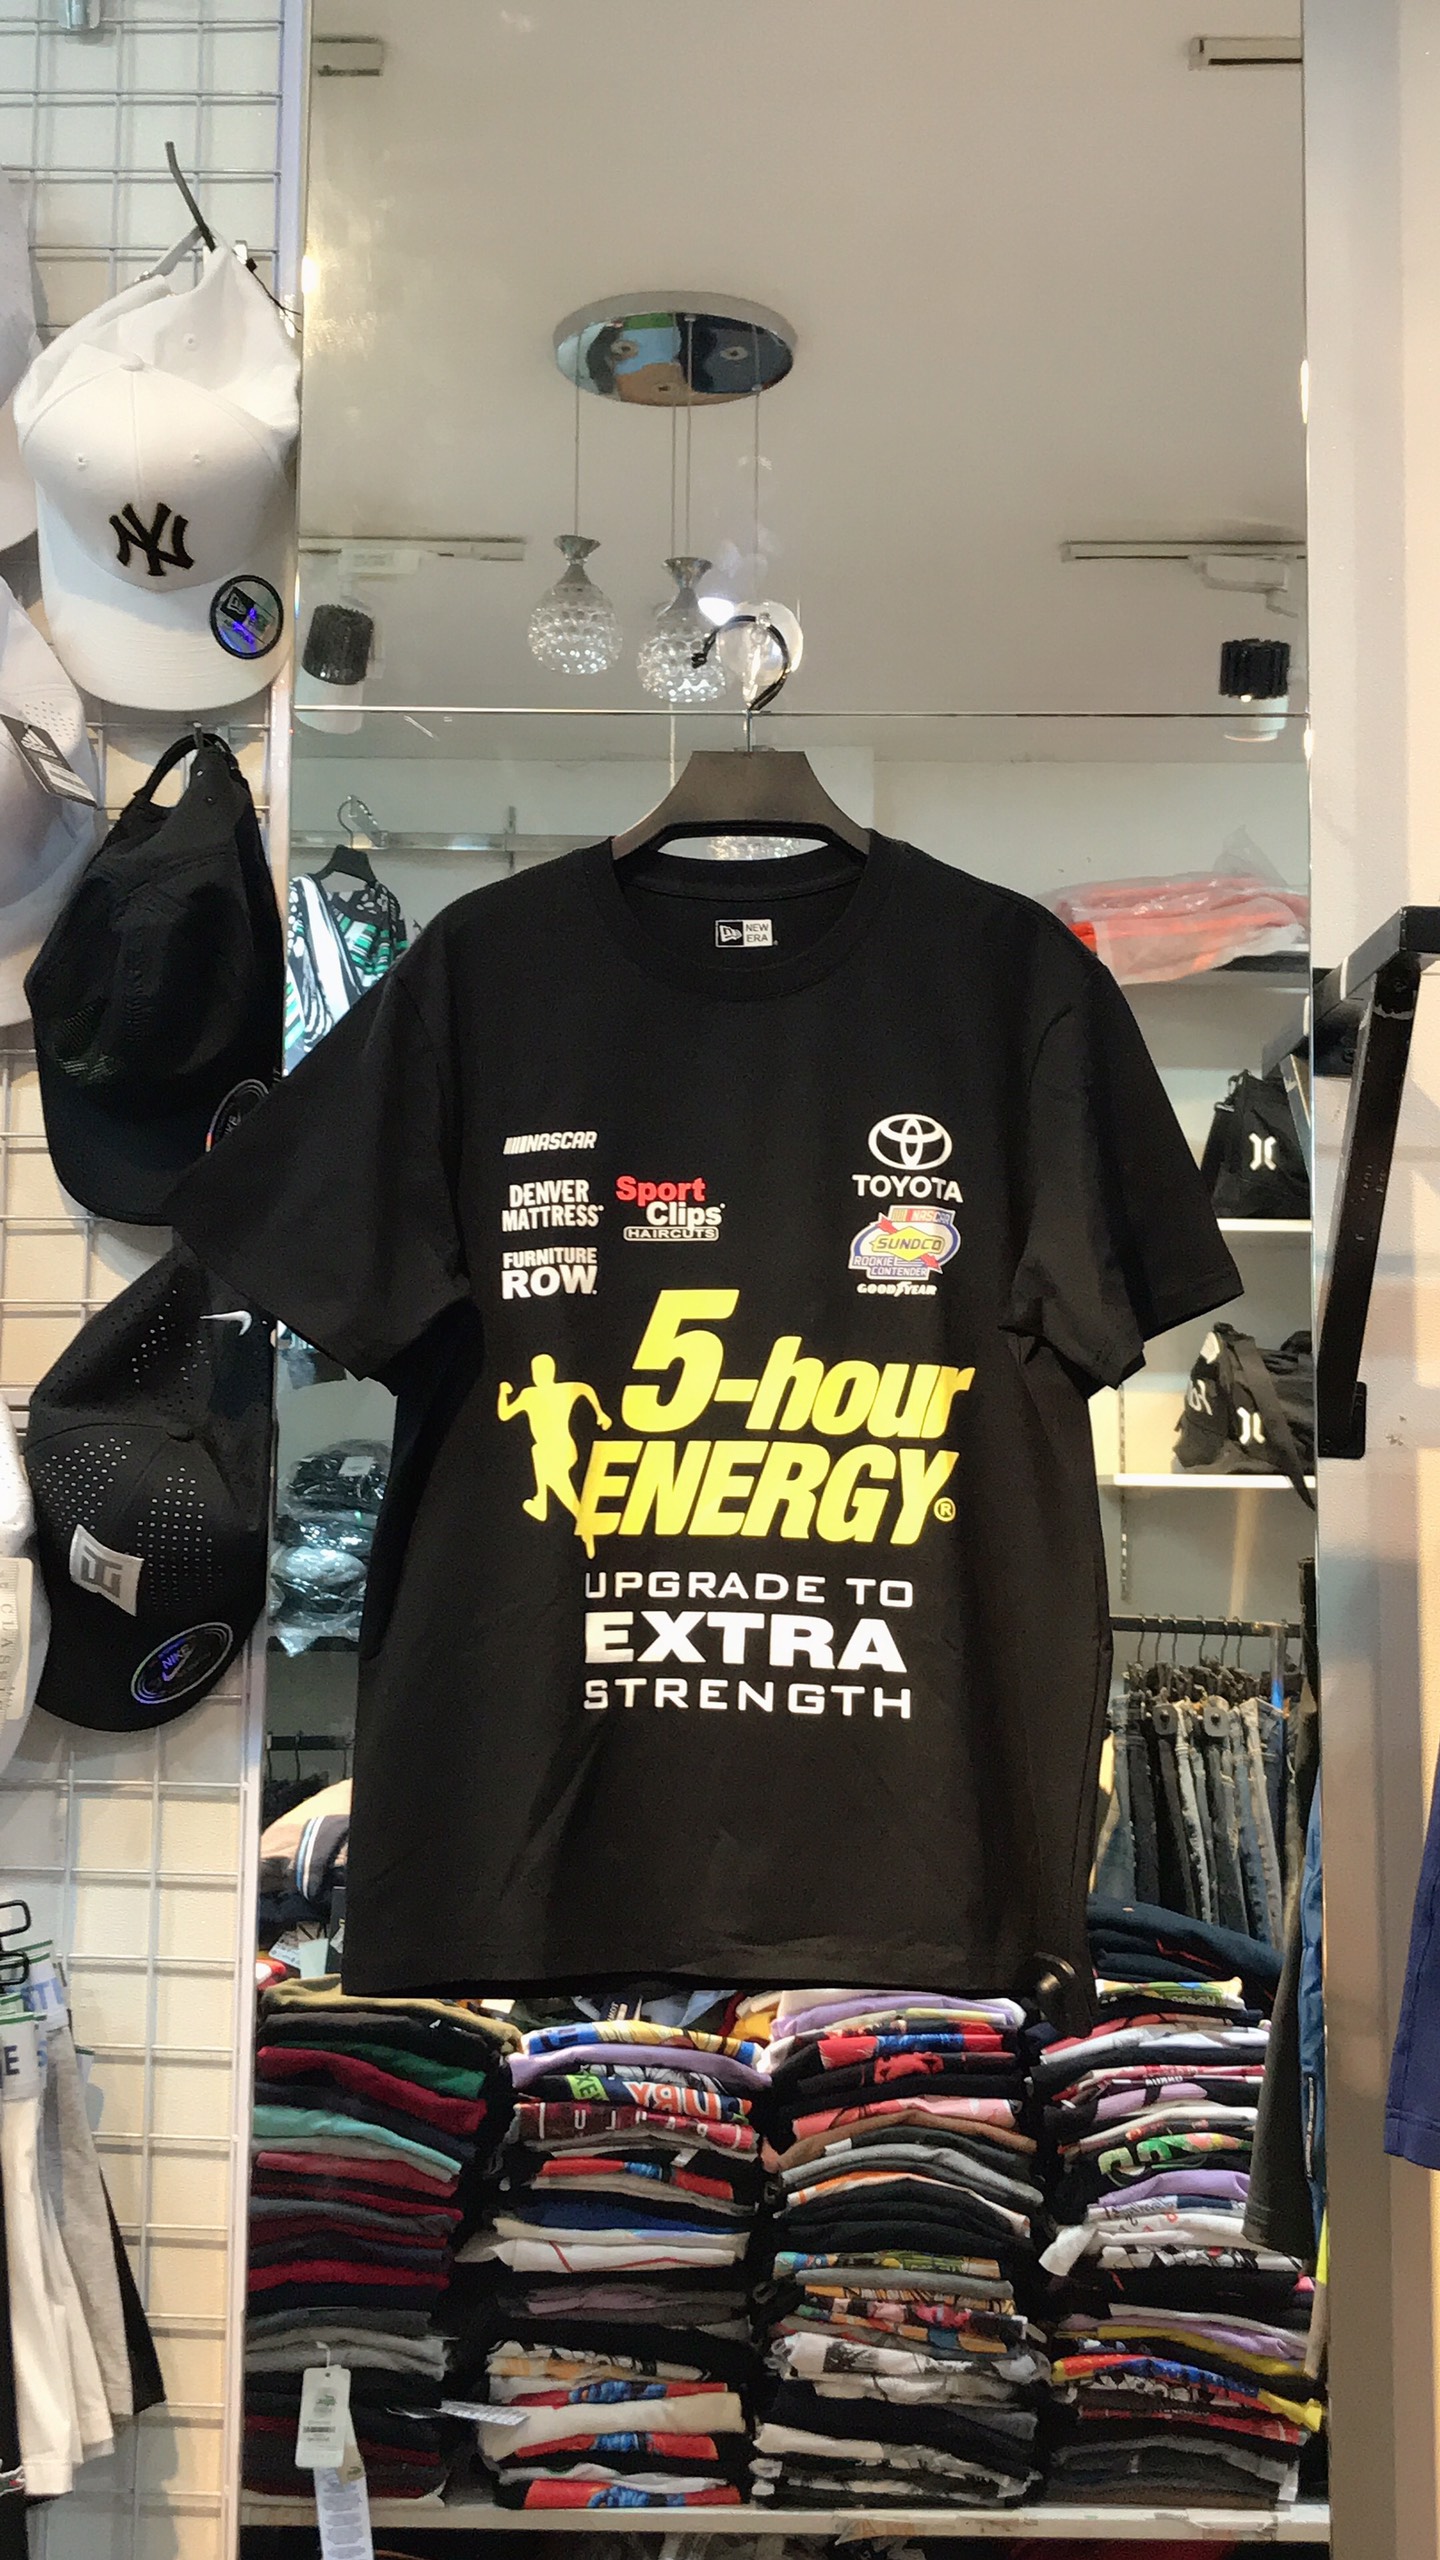 NY
NEW
ERA
NASCAR
TOYOTA
DENVER
MATTRESS
Sport
Clips
HAIRCUTS
FURNITURE
ROW
NASCAR
SUNOCO
ROOKIE
CONTENDER
GOODYEAR
5-hour
ENERGY®
UPGRADE TO
EXTRA
STRENGTH
NIKE